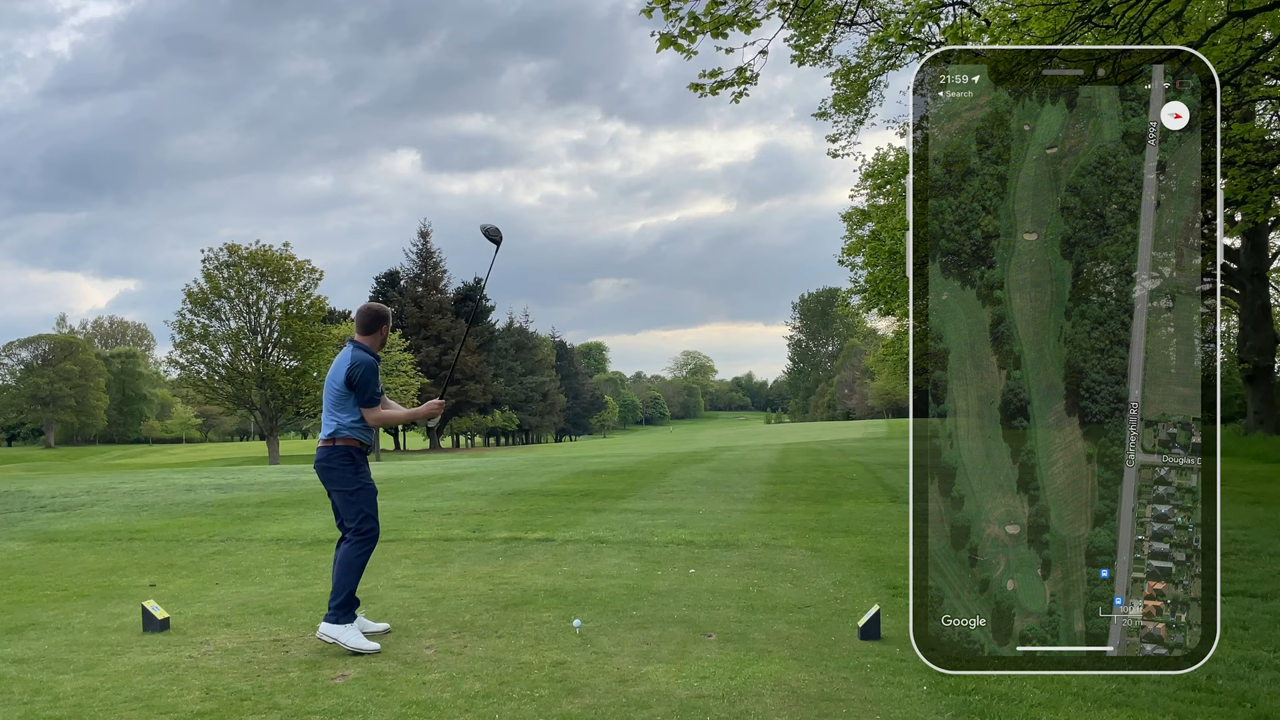 21:59
◀ Search
A994
Cairneyhill Rd
Douglas D
100 ft
20 m
Google